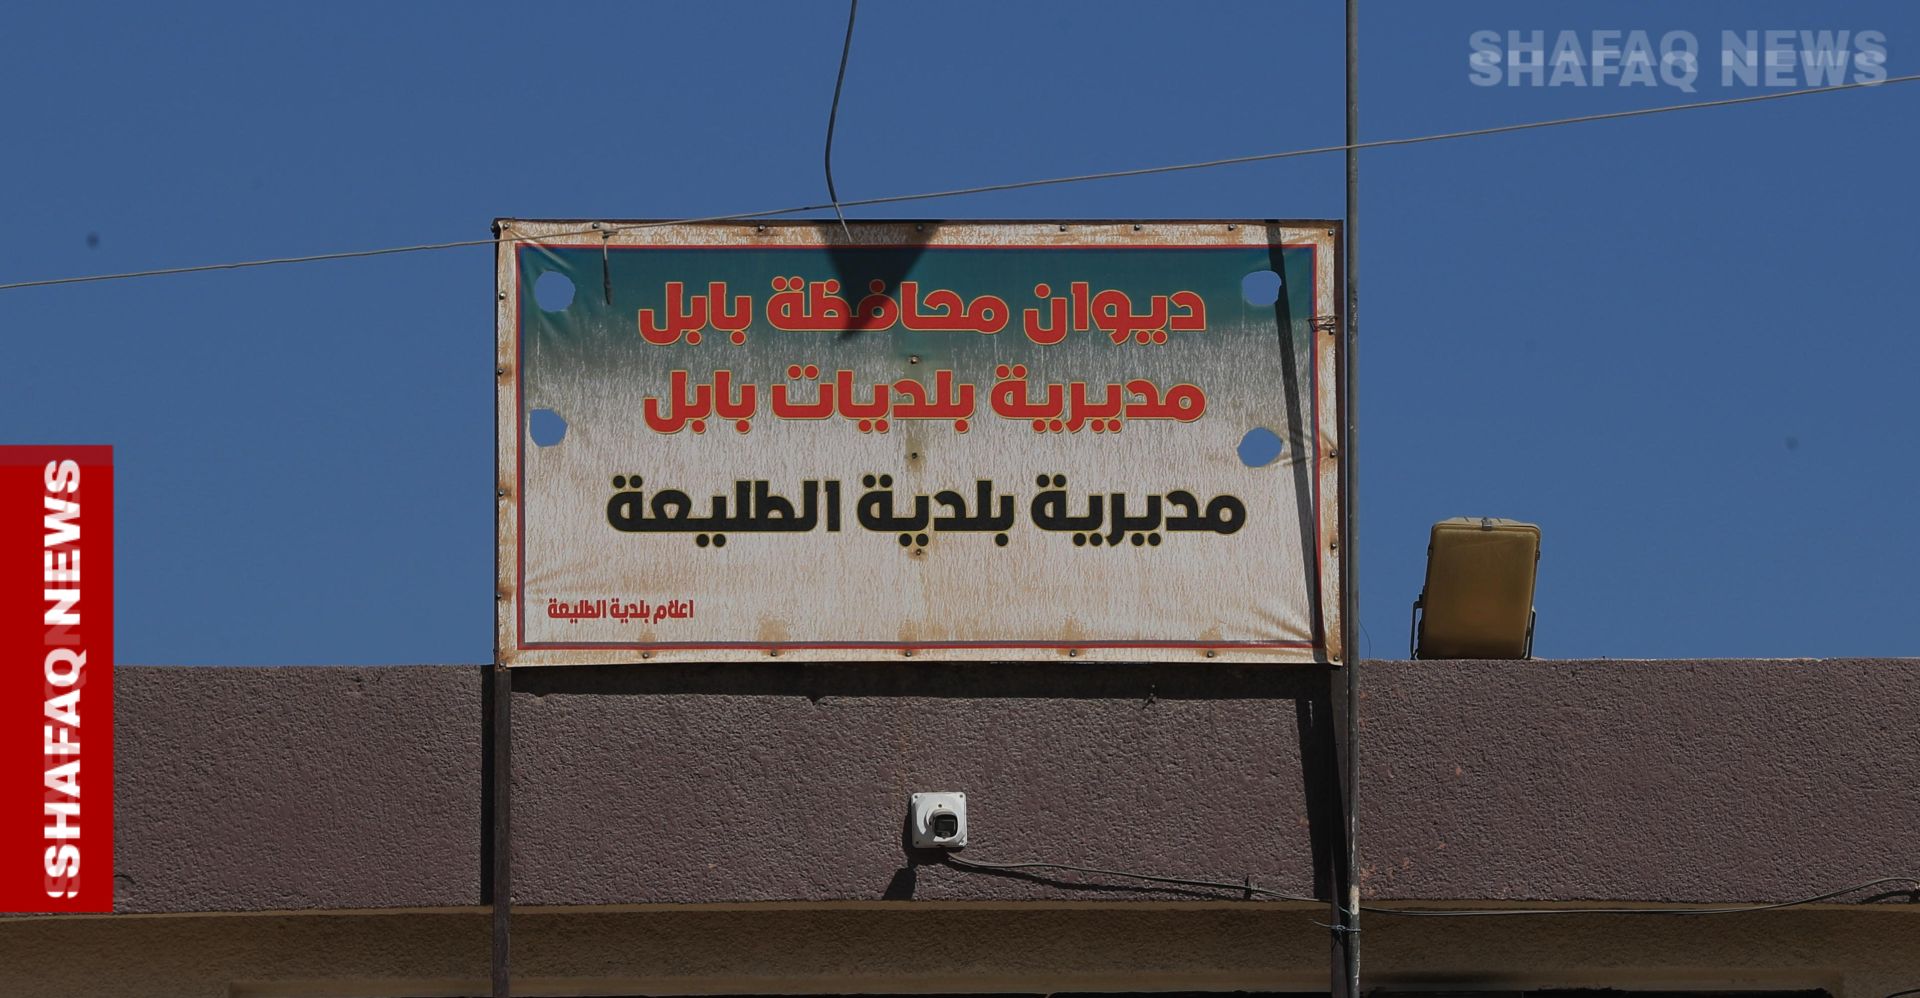 SHAFAQ NEWS
ديوان محافظة بابل
مديرية بلديات بابل
مديرية بلدية الطليعة
اعلام بلدية الطليعة
SHAFAQ NEWS